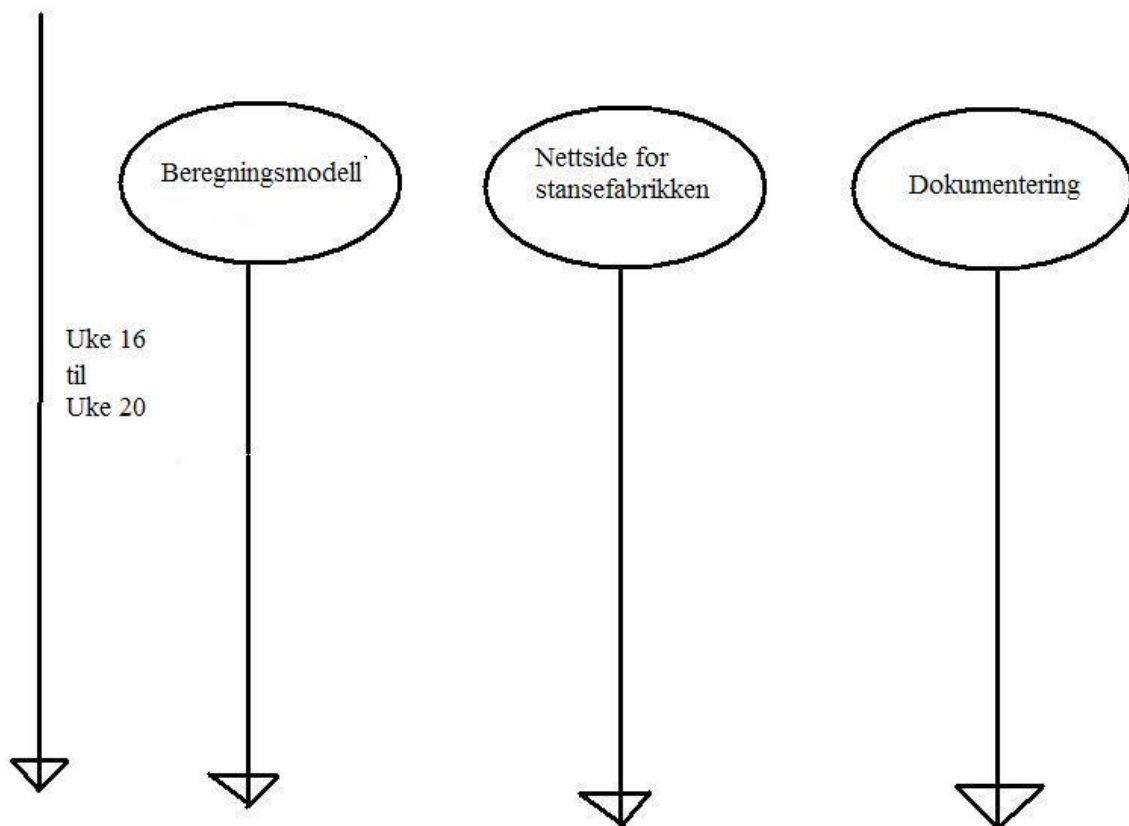 Beregningsmodell
Nettside for
stansefabrikken
Dokumentering
Uke 16
til
Uke 20